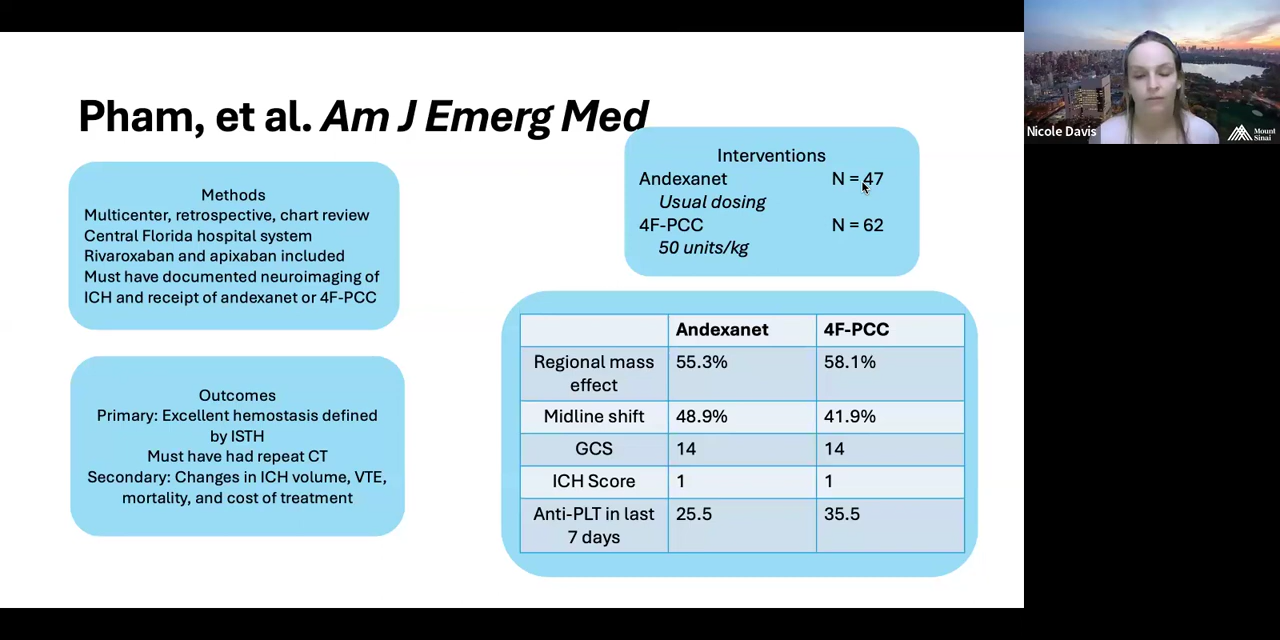 Pham, et al. Am J Emerg Med
Methods
Multicenter, retrospective, chart review
Central Florida hospital system
Rivaroxaban and apixaban included
Must have documented neuroimaging of
ICH and receipt of andexanet or 4F-PCC
Outcomes
Primary: Excellent hemostasis defined
by ISTH
Must have had repeat CT
Secondary: Changes in ICH volume, VTE,
mortality, and cost of treatment
Interventions
Andexanet N = 47
Usual dosing
4F-PCC N = 62
50 units/kg
Andexanet 4F-PCC
Regional mass 55.3% 58.1%
effect
Midline shift 48.9% 41.9%
GCS 14 14
ICH Score 1 1
Anti-PLT in last 25.5 35.5
7 days
Nicole Davis
Mount
Sinai